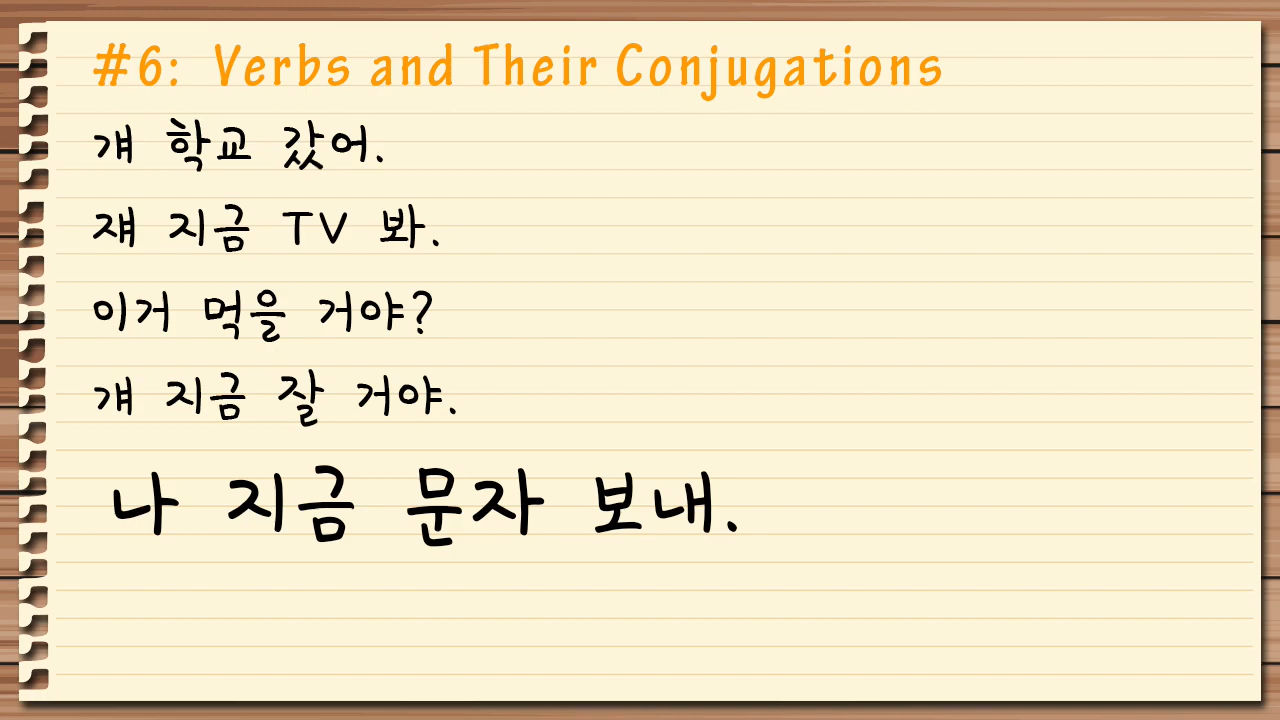 #6: Verbs and Their Conjugations
걔 학교 갔어.
쟤 지금 TV 봐.
이거 먹을 거야?
걔 지금 잘 거야.
나 지금 문자 보내.